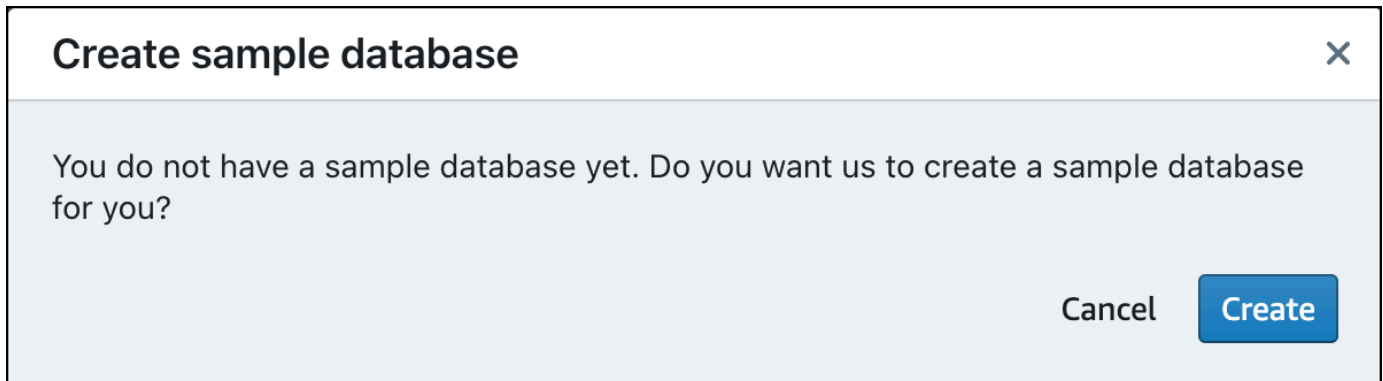 Create sample database
You do not have a sample database yet. Do you want us to create a sample database
for you?
Cancel
Create